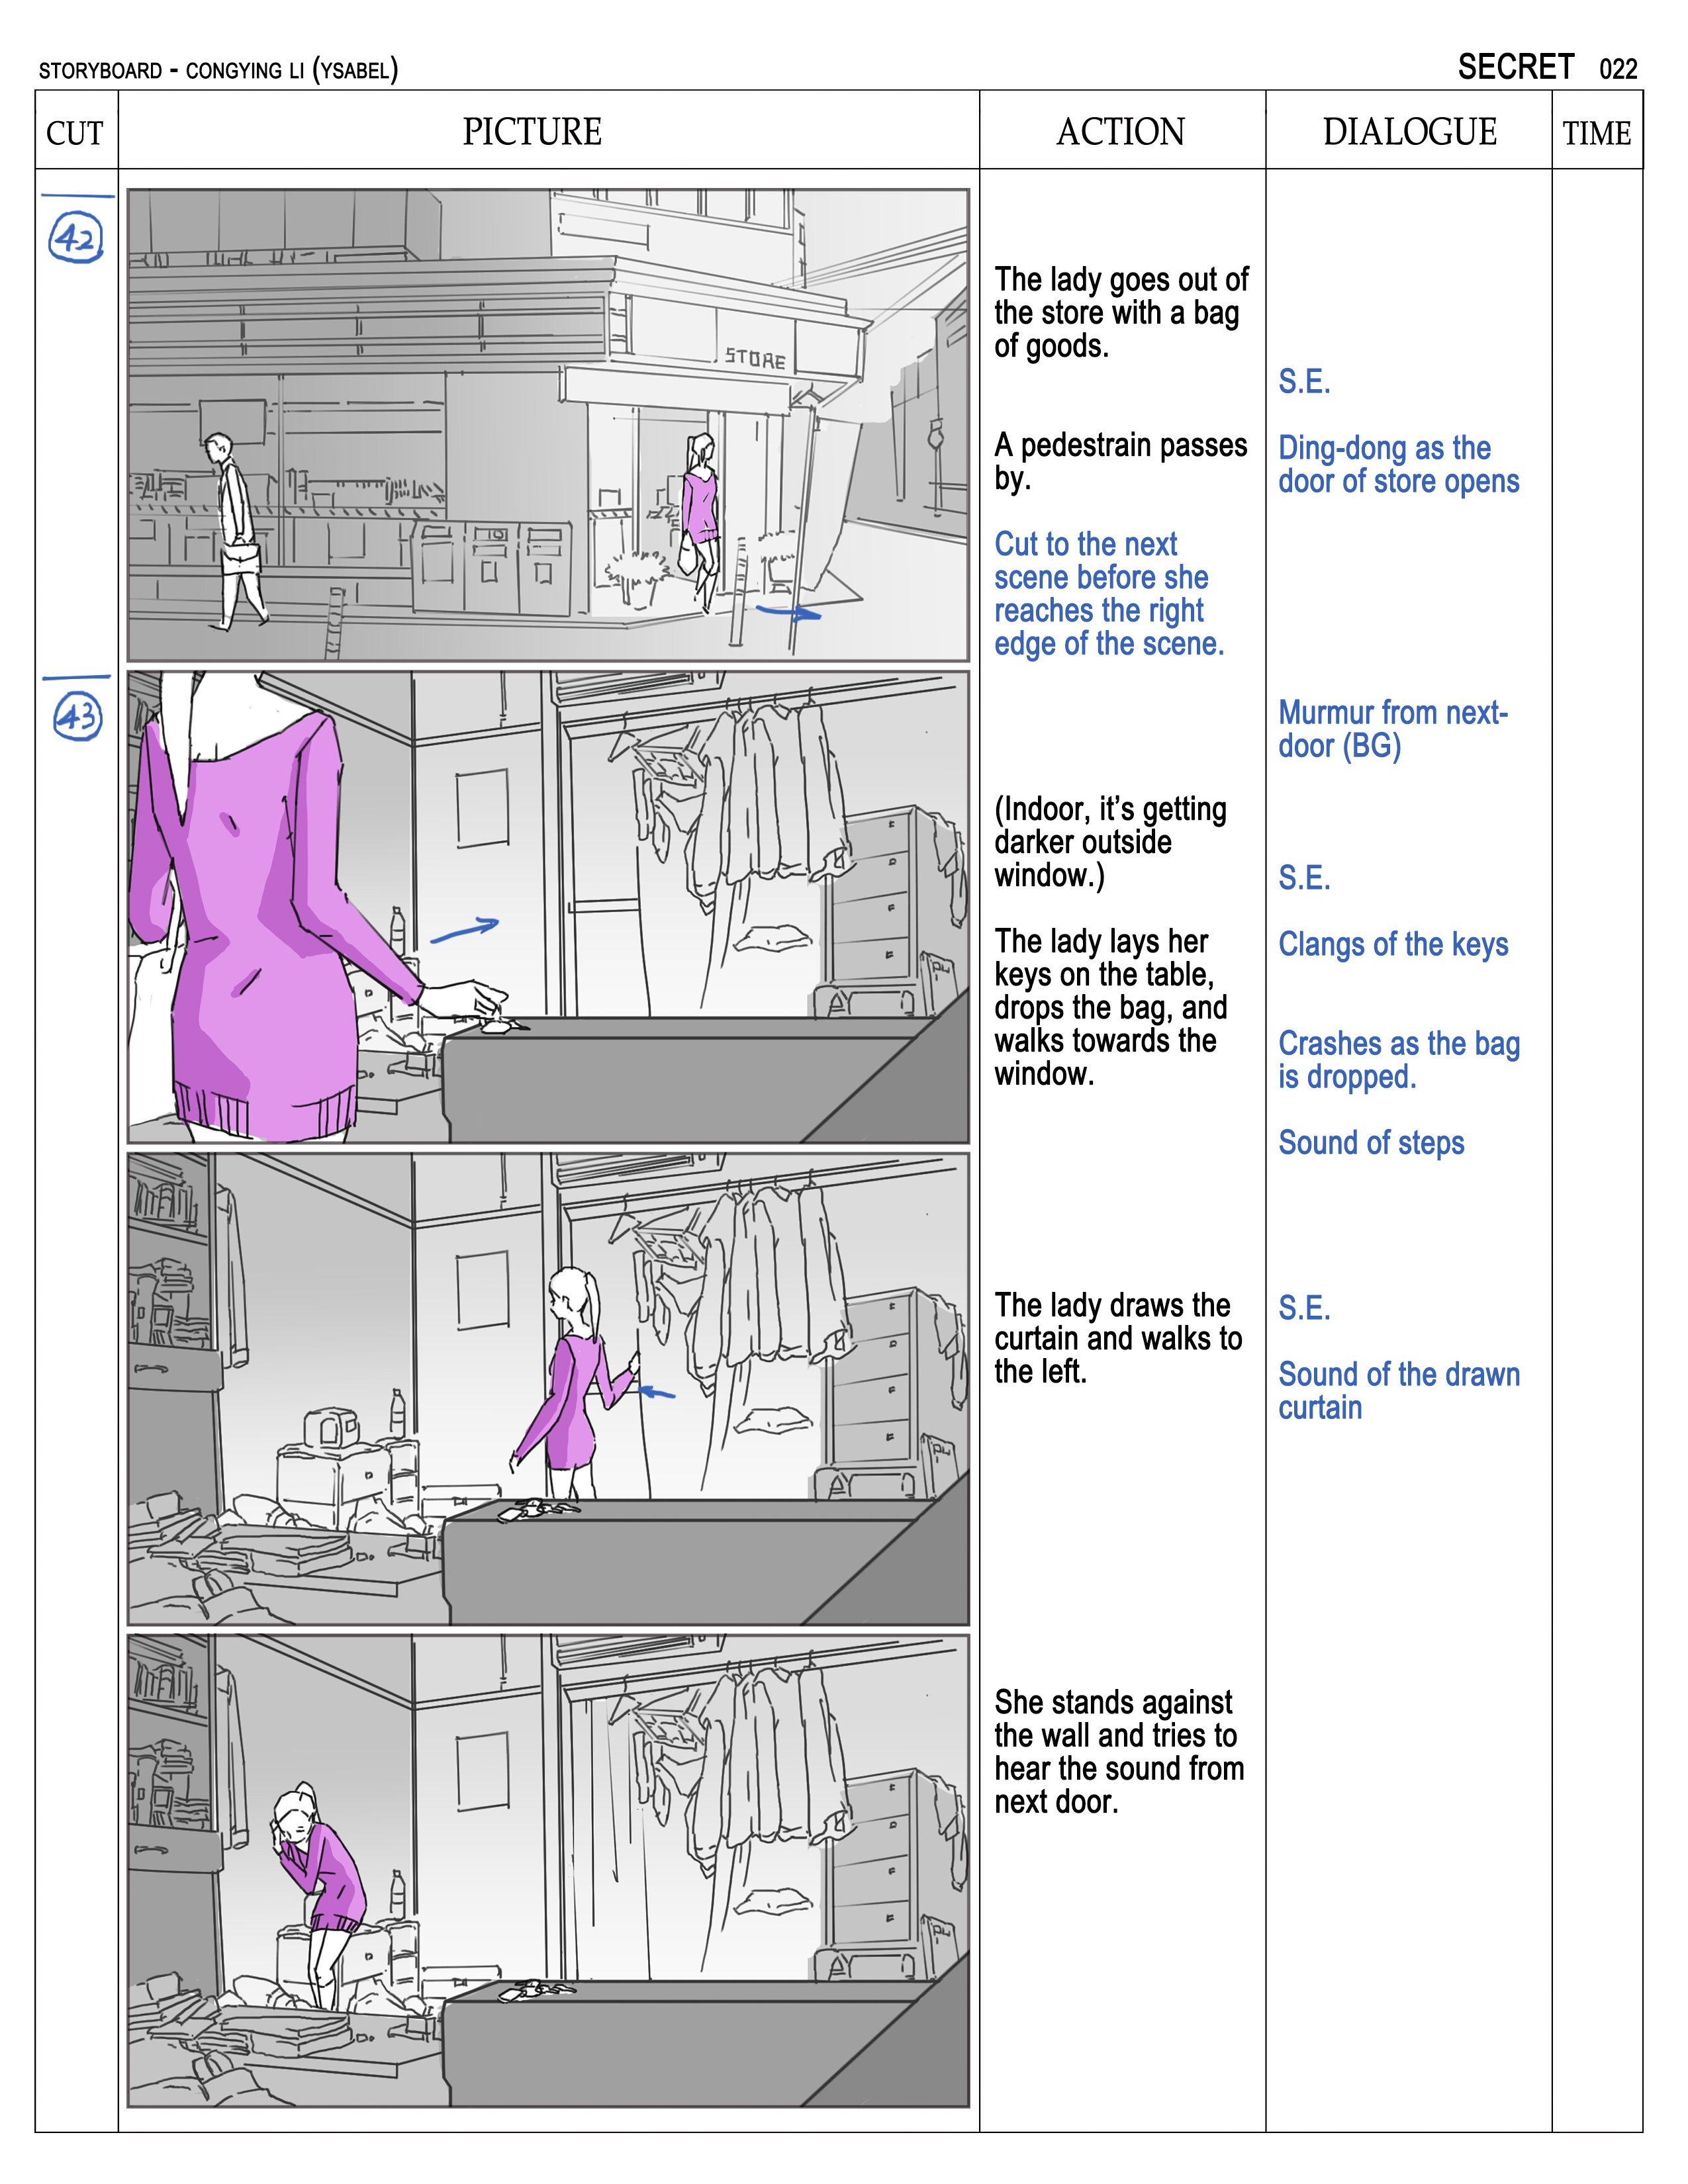 STORYBOARD - CONGYING LI (YSABEL)
SECRET 022
CUT
PICTURE
ACTION
DIALOGUE
TIME
42
STORE
The lady goes out of
the store with a bag
of goods.
S.E.
A pedestrain passes
by.
Ding-dong as the
door of store opens
Cut to the next
scene before she
reaches the right
edge of the scene.
43
Murmur from next-
door (BG)
(Indoor, it's getting
darker outside
window.)
S.E.
The lady lays her
keys on the table,
drops the bag, and
walks towards the
window.
Clangs of the keys
Crashes as the bag
is dropped.
Sound of steps
The lady draws the
curtain and walks to
the left.
S.E.
Sound of the drawn
curtain
She stands against
the wall and tries to
hear the sound from
next door.